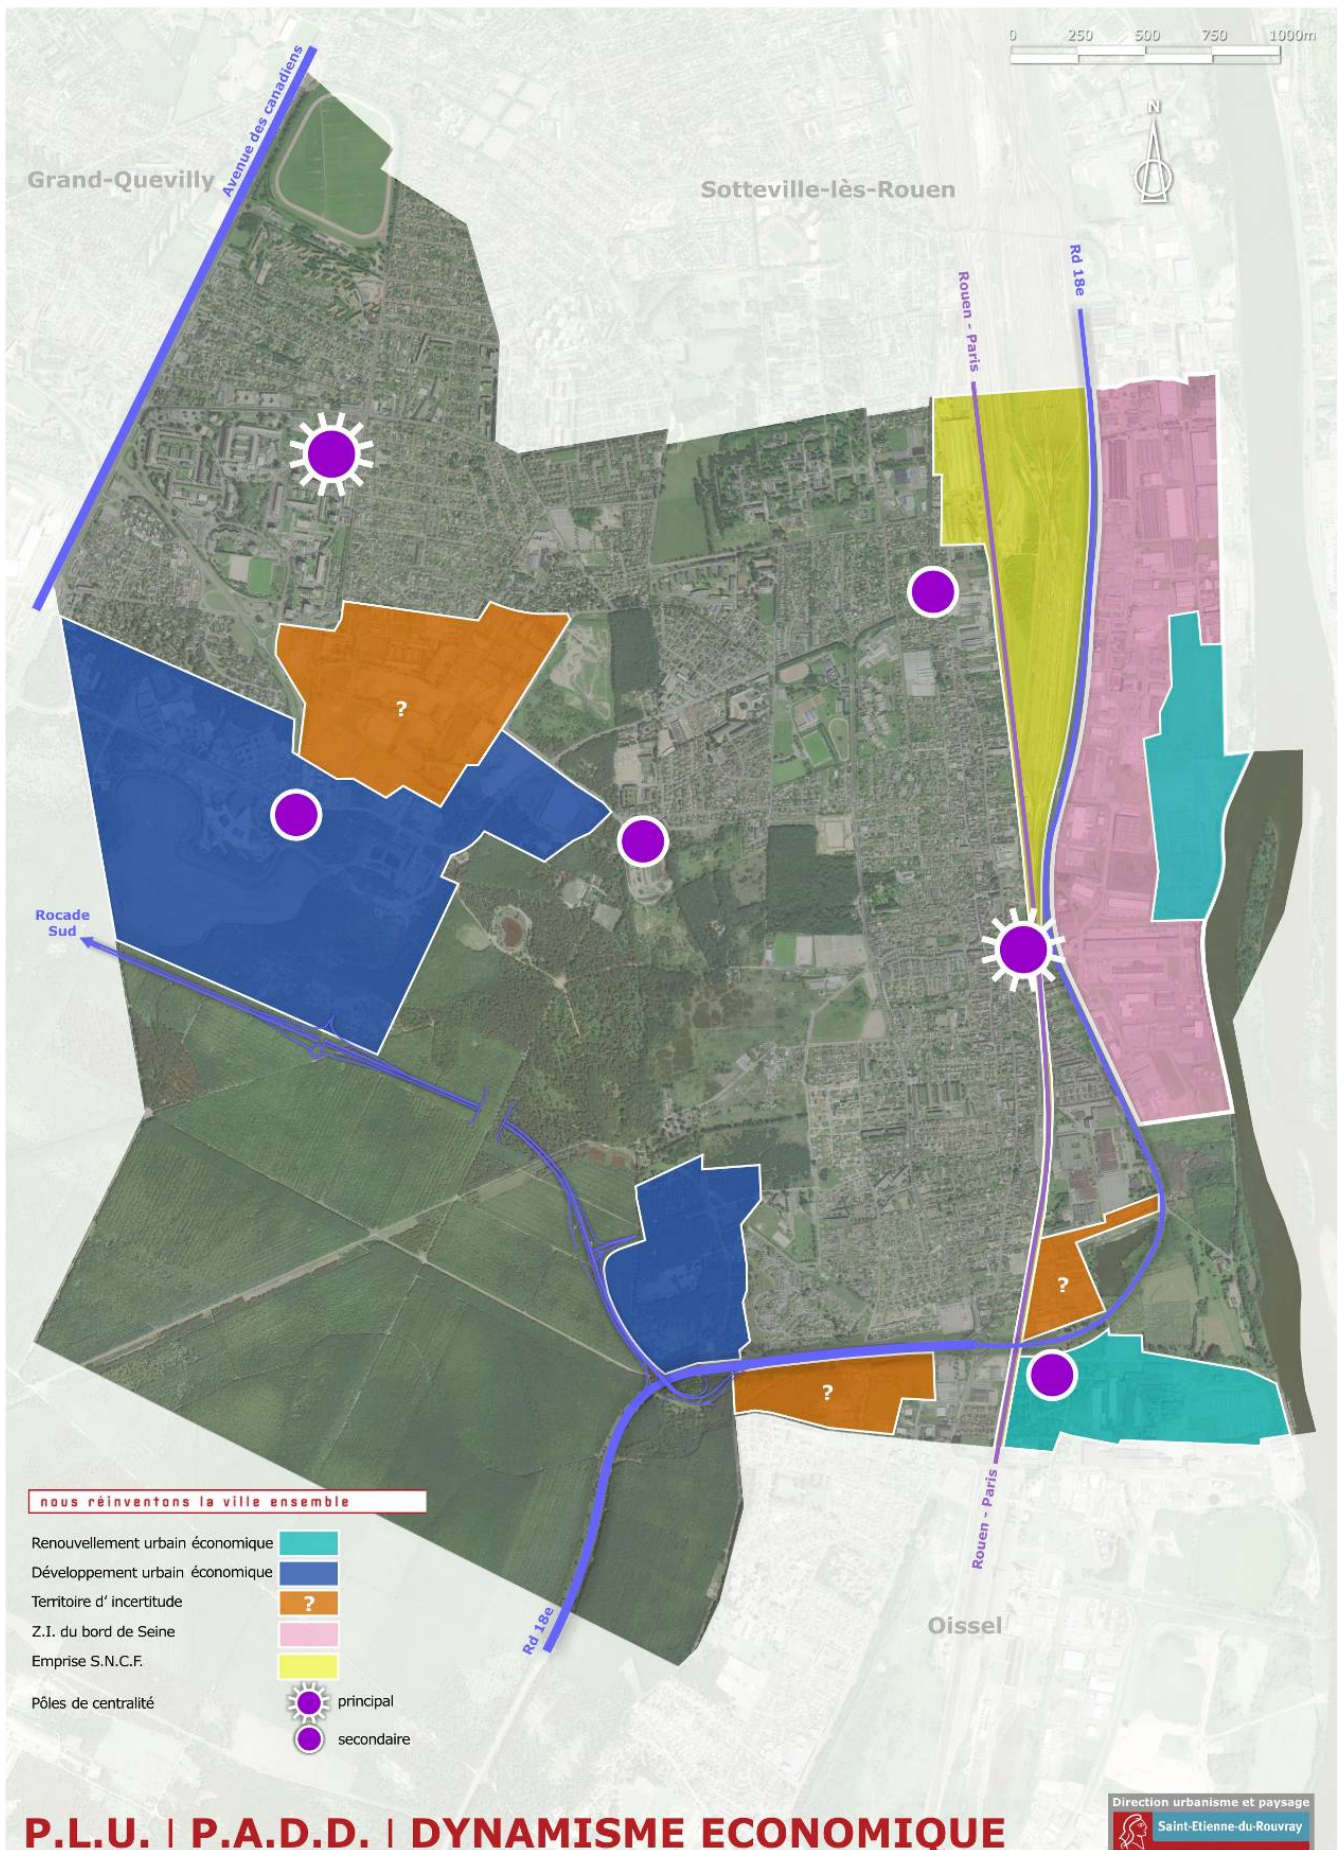 0 250 500 750 1000m
N
Avenue des canadiens
Grand-Quevilly
Sotteville-lès-Rouen
Rd 18e
Rouen - Paris
?
Rocade
Sud
?
?
Rouen - Paris
Rd 18e
Oissel
nous réinventons la ville ensemble
Renouvellement urbain économique
Développement urbain économique
Territoire d' incertitude
?
Z.I. du bord de Seine
Emprise S.N.C.F.
Pôles de centralité
principal
secondaire
P.L.U. | P.A.D.D. | DYNAMISME ECONOMIQUE
Direction urbanisme et paysage
Saint-Etienne-du-Rouvray